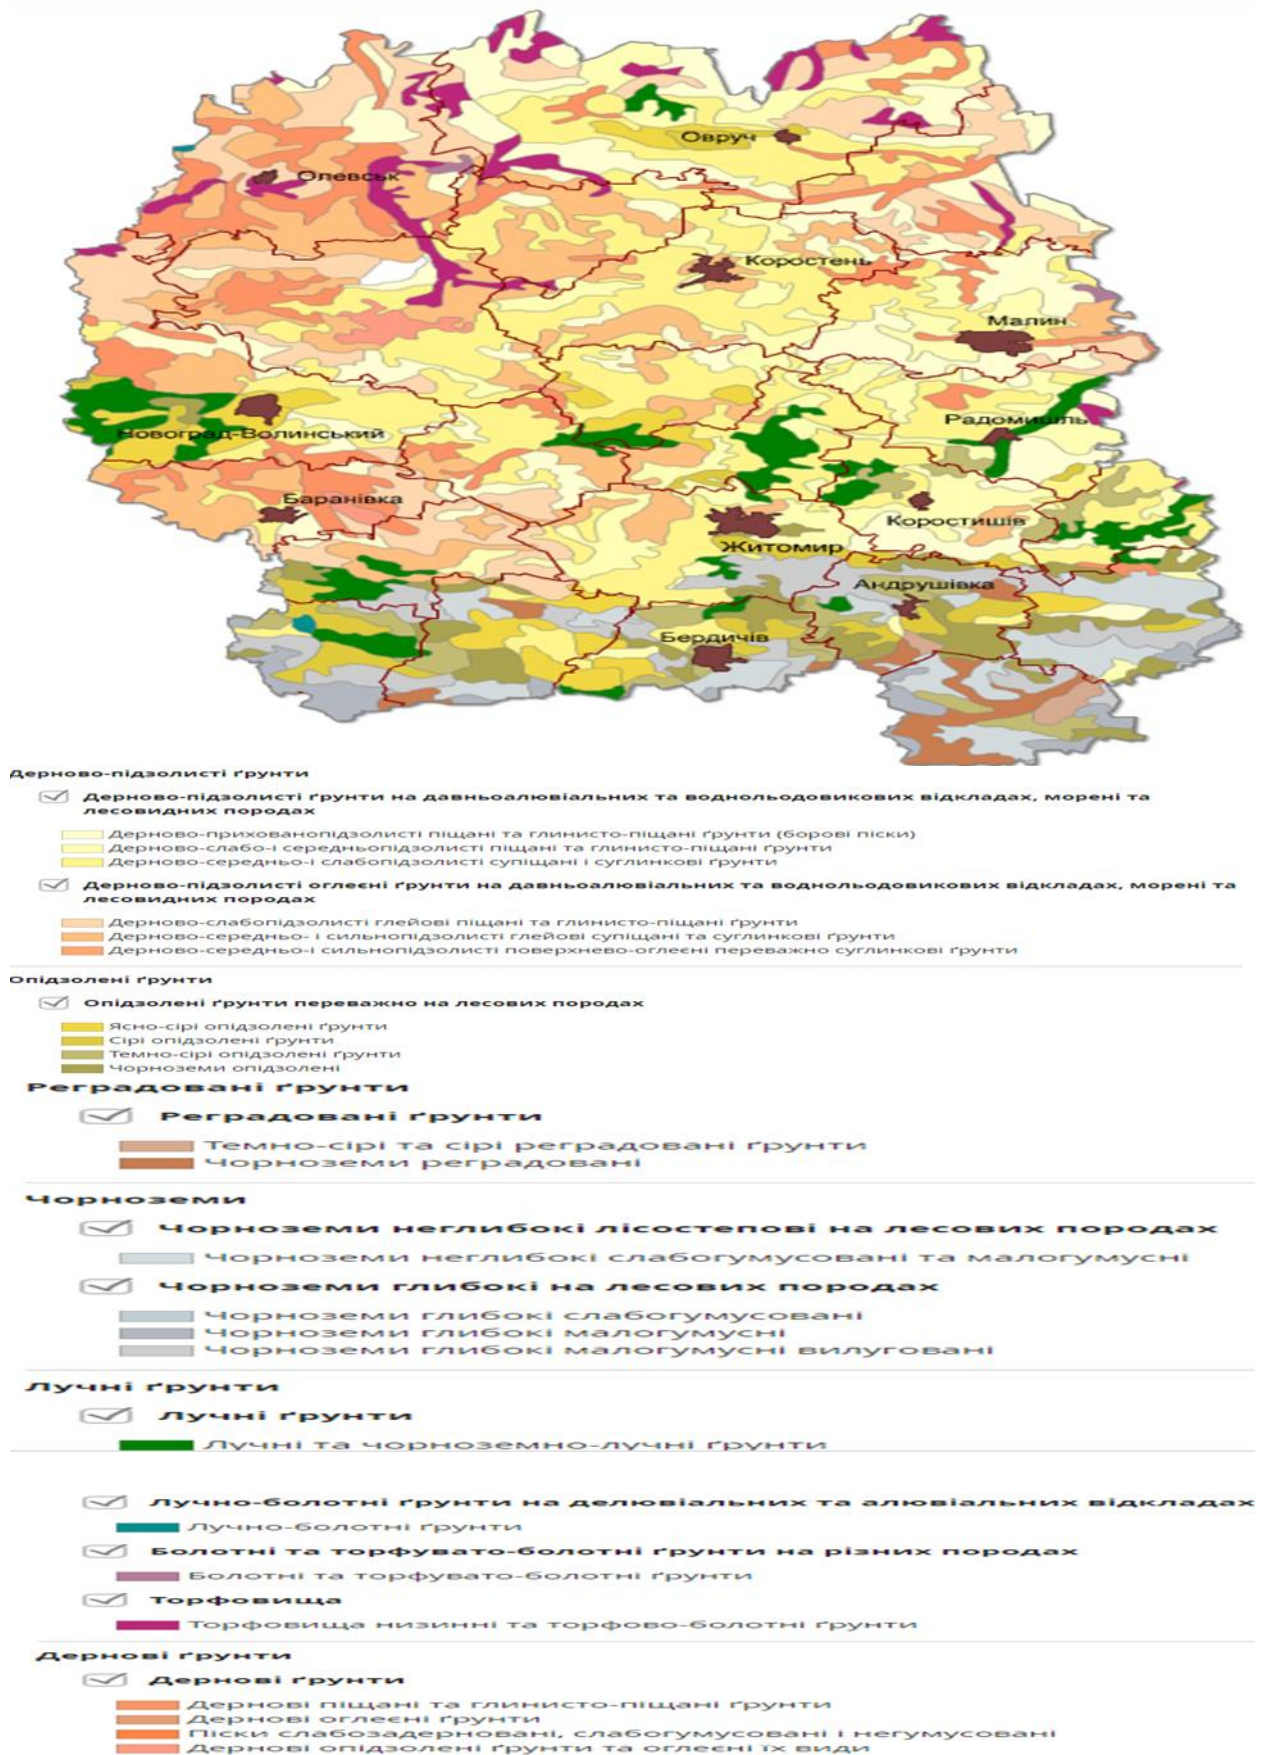 Овруч
Олевськ
Коростень
Малин
Радомишль
Новоград-Волинський
Баранівка
Коростишів
Житомир
Андрушівка
Бердичів
Дерново-підзолисті ґрунти
Дерново-підзолисті ґрунти на давньоалювіальних та водльодовикових відкладах, морені та
лесовидних породах
Дерново-прихованопідзолисті піщані та глинисто-піщані ґрунти (борові піски)
Дерново-слабо-і середньопідзолисті піщані та глинисто-піщані ґрунти
Дерново-середньо-і слабопідзолисті супіщані і суглинкові ґрунти
Дерново-підзолисті оглеєні ґрунти на давньоалювіальних та воднольодовикових відкладах, морені та
лесовидних породах
Дерново-слабопідзолисті глейові піщані та глинисто-піщані ґрунти
Дерново-середньо- і сильнопідзолисті глейові супіщані та суглинкові ґрунти
Дерново-середньо-і сильнопідзолисті поверхнево-оглеєні переважно суглинкові ґрунти
Опідзолені ґрунти
Опідзолені ґрунти переважно на лесових породах
Ясно-сірі опідзолені ґрунти
Сірі опідзолені ґрунти
Темно-сірі опідзолені ґрунти
Чорноземи опідзолені
Реградовані ґрунти
Реградовані ґрунти
Темно-сірі та сірі реградовані ґрунти
Чорноземи реградовані
Чорноземи
Чорноземи неглибокі лісостепові на лесових породах
Чорноземи неглибокі слабогумусовані та малогумусні
Чорноземи глибокі на лесових породах
Чорноземи глибокі слабогумусовані
Чорноземи глибокі малогумусні
Чорноземи глибокі малогумусні вилуговані
Лучні ґрунти
Лучні ґрунти
Лучні та чорноземно-лучні ґрунти
Лучно-болотні ґрунти на делювіальних та алювіальних відкладах
Лучно-болотні ґрунти
Болотні та торфувато-болотні ґрунти на різних породах
Болотні та торфувато-болотні ґрунти
Торфовища
Торфовища низинні та торфово-болотні ґрунти
Дернові ґрунти
Дернові ґрунти
Дернові піщані та глинисто-піщані ґрунти
Дернові оглеєні ґрунти
Піски слабозадерновані, слабогумусовані і негумусовані
Дернові опідзолені ґрунти та оглеєні їх види